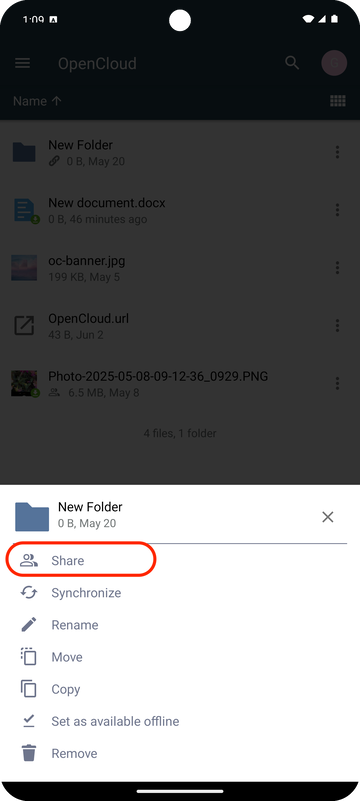 1:09
OpenCloud
Name
New Folder
0 B, May 20
New document.docx
0 B, 46 minutes ago
oc-banner.jpg
199 KB, May 5
OpenCloud.url
43 B, Jun 2
Photo-2025-05-08-09-12-36_0929.PNG
6.5 MB, May 8
4 files, 1 folder
New Folder
0 B, May 20
Share
Synchronize
Rename
Move
Copy
Set as available offline
Remove